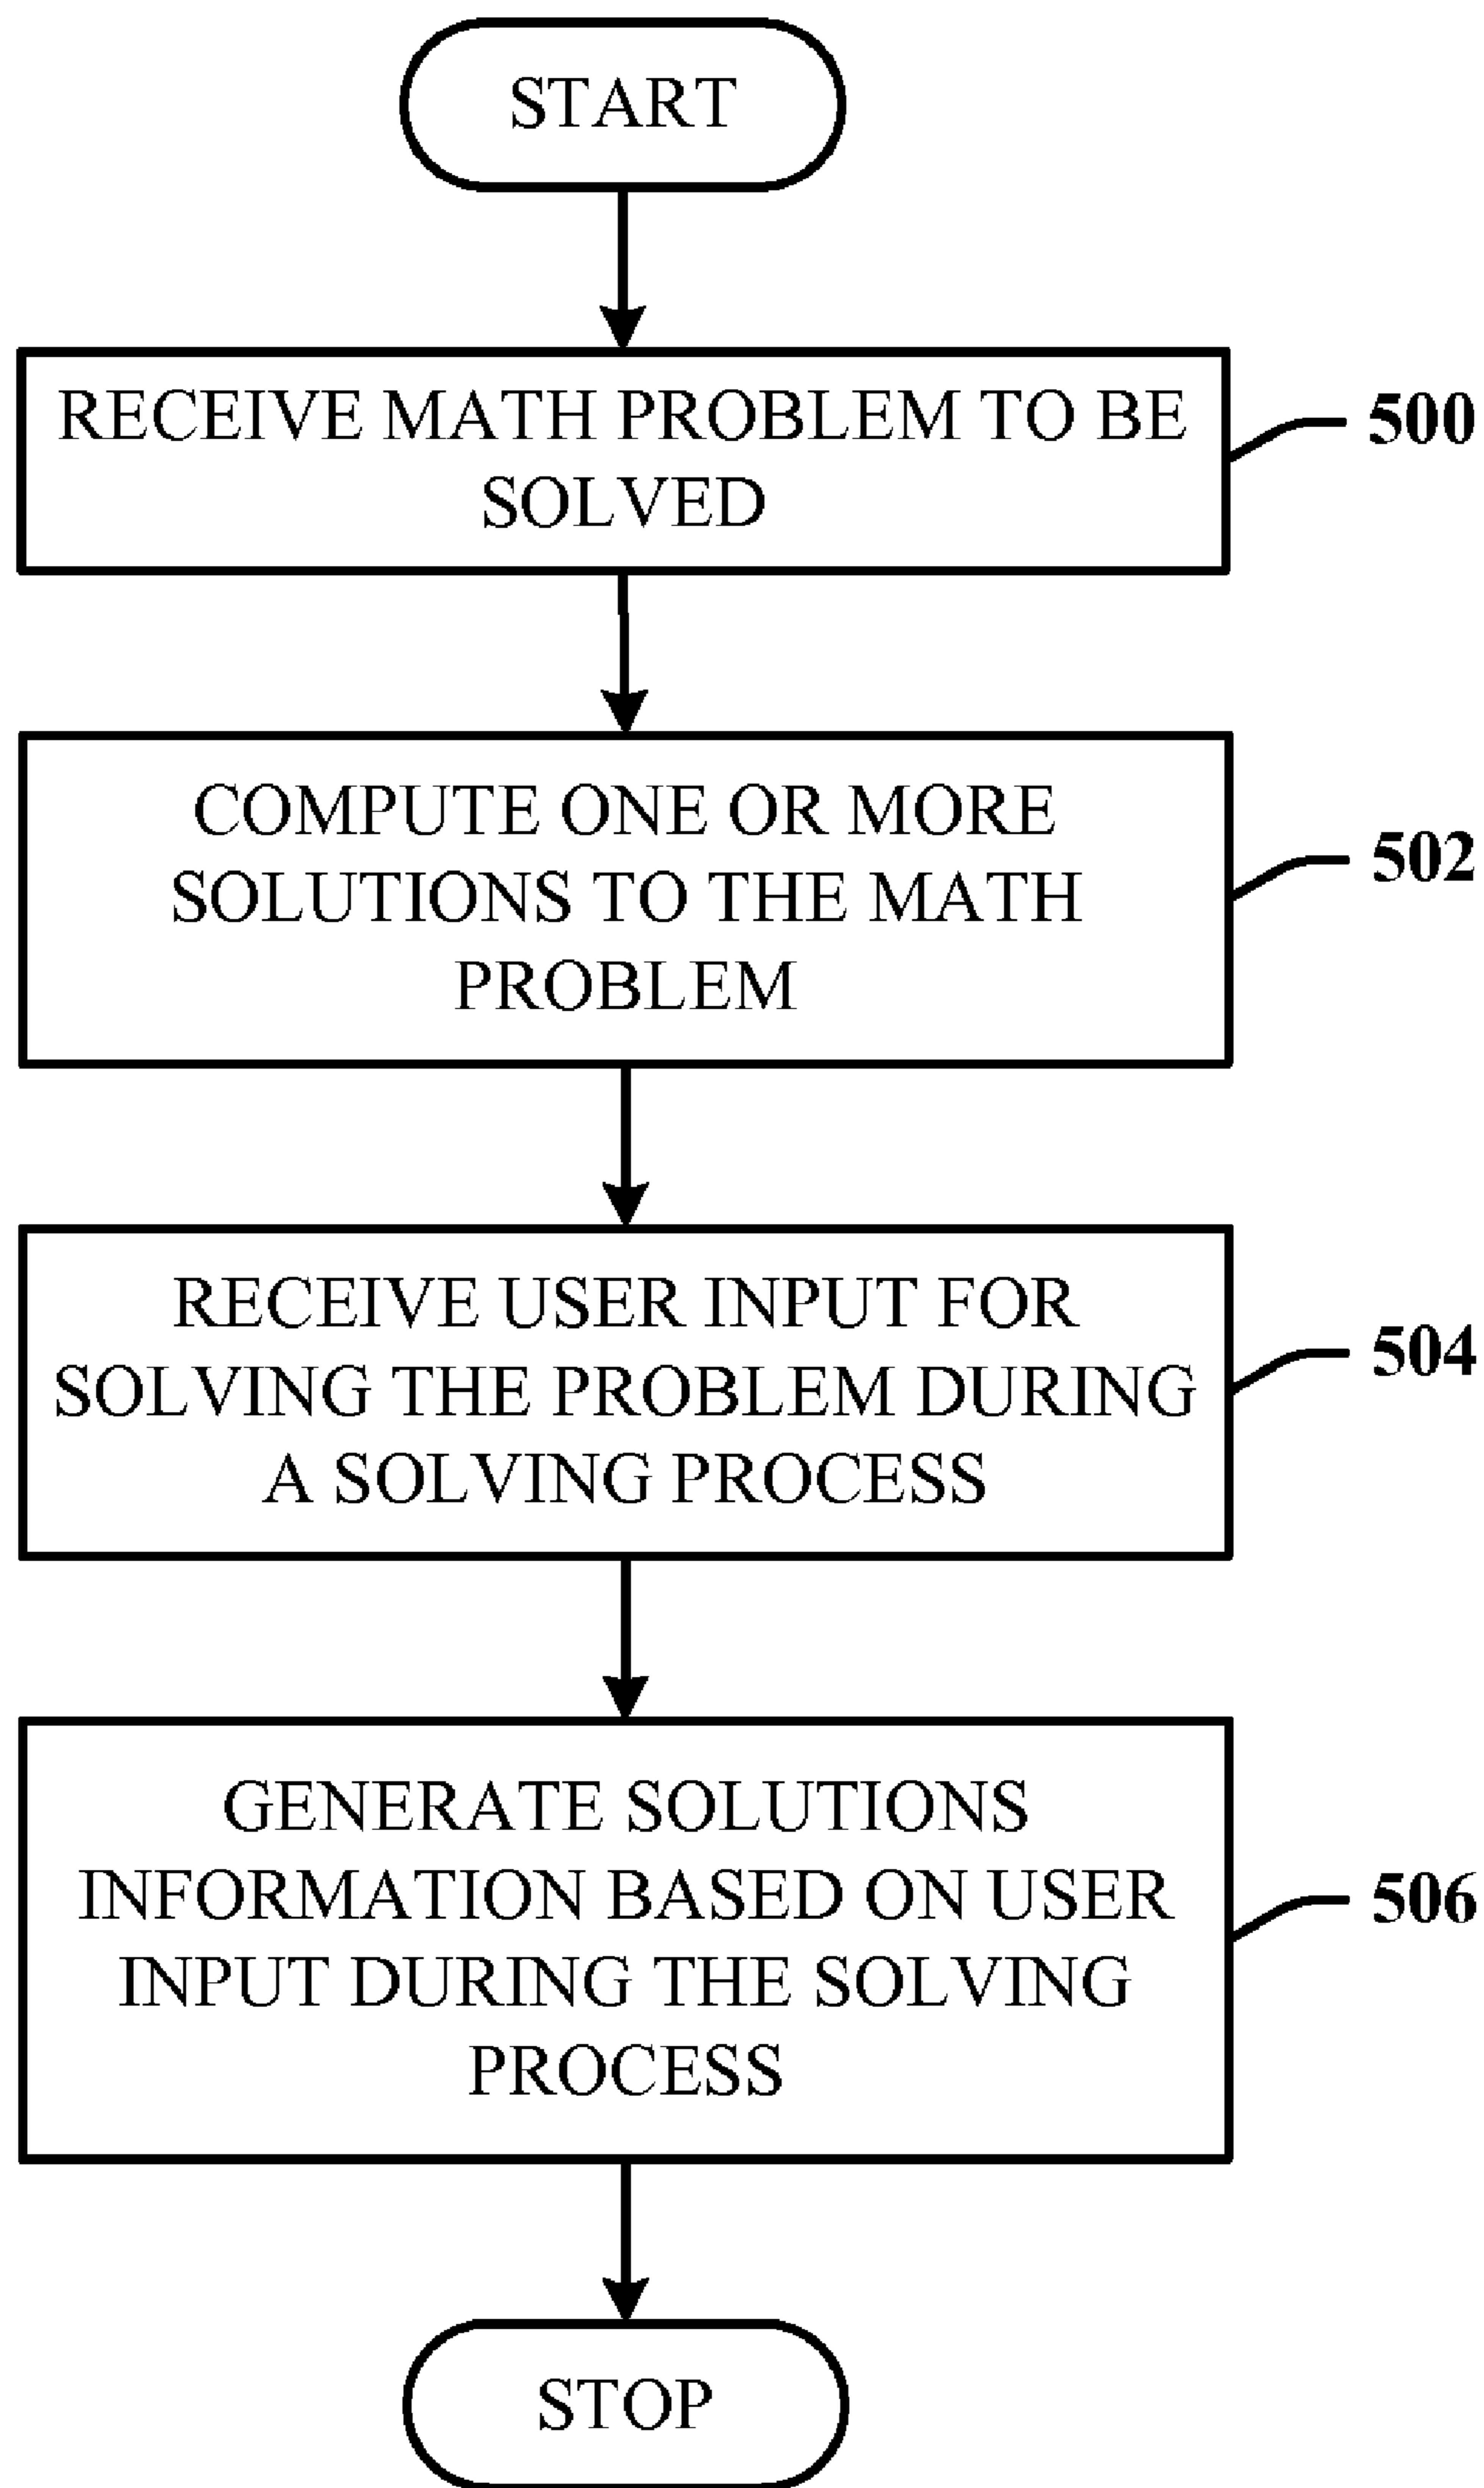 START
RECEIVE MATH PROBLEM TO BE
SOLVED
500
COMPUTE ONE OR MORE
SOLUTIONS TO THE MATH
PROBLEM
502
RECEIVE USER INPUT FOR
SOLVING THE PROBLEM DURING
A SOLVING PROCESS
504
GENERATE SOLUTIONS
INFORMATION BASED ON USER
INPUT DURING THE SOLVING
PROCESS
506
STOP